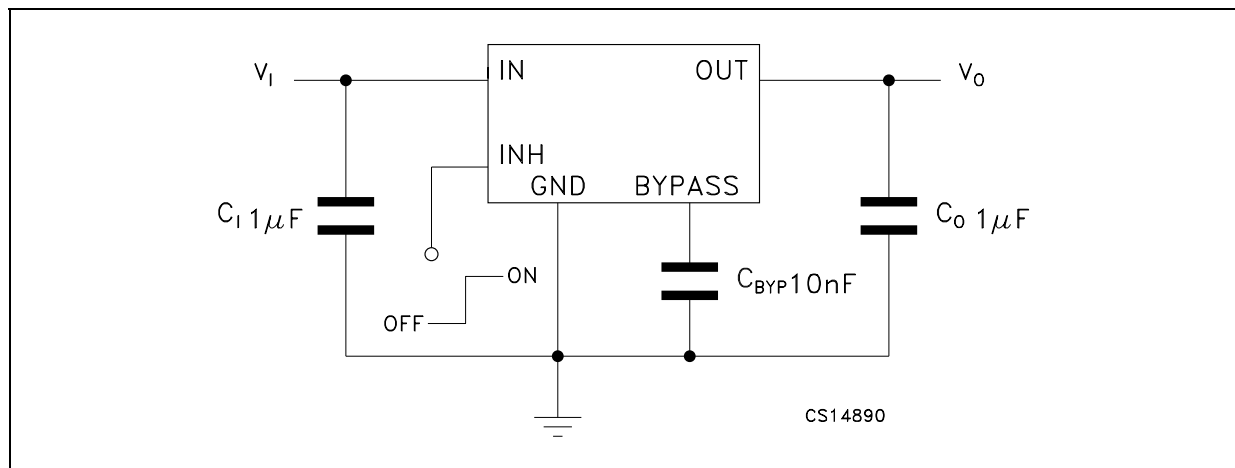 V_I IN OUT V_O
INH
GND BYPASS
C_I 1μF C_O 1μF
ON C_BYP 10nF
OFF
CS14890